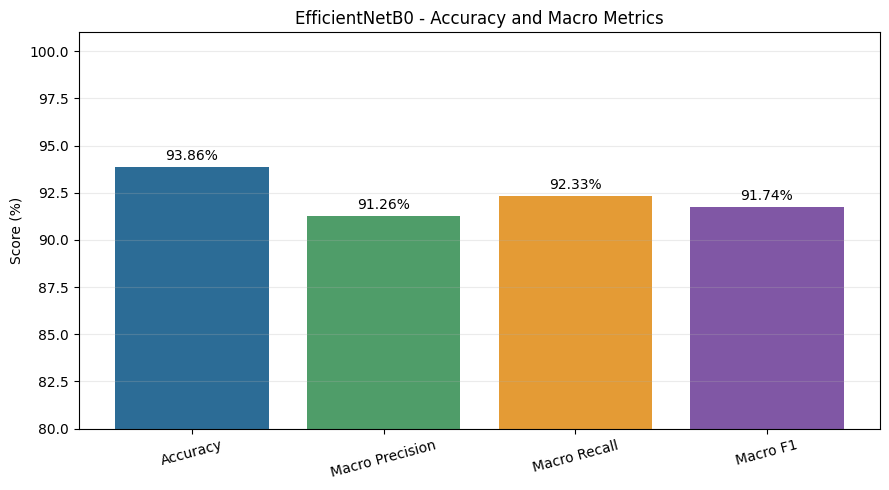 EfficientNetB0 - Accuracy and Macro Metrics
Score (%)
100.0
97.5
95.0
92.5
90.0
87.5
85.0
82.5
80.0
93.86%
91.26%
92.33%
91.74%
Accuracy
Macro Precision
Macro Recall
Macro F1